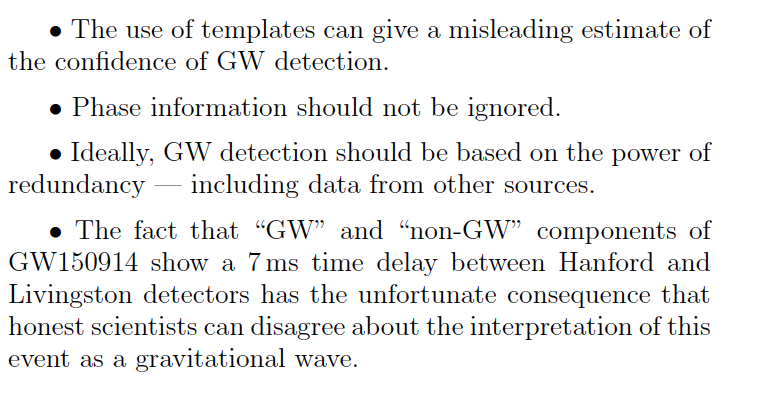 • The use of templates can give a misleading estimate of
the confidence of GW detection.
• Phase information should not be ignored.
• Ideally, GW detection should be based on the power of
redundancy — including data from other sources.
• The fact that “GW” and “non-GW” components of
GW150914 show a 7 ms time delay between Hanford and
Livingston detectors has the unfortunate consequence that
honest scientists can disagree about the interpretation of this
event as a gravitational wave.